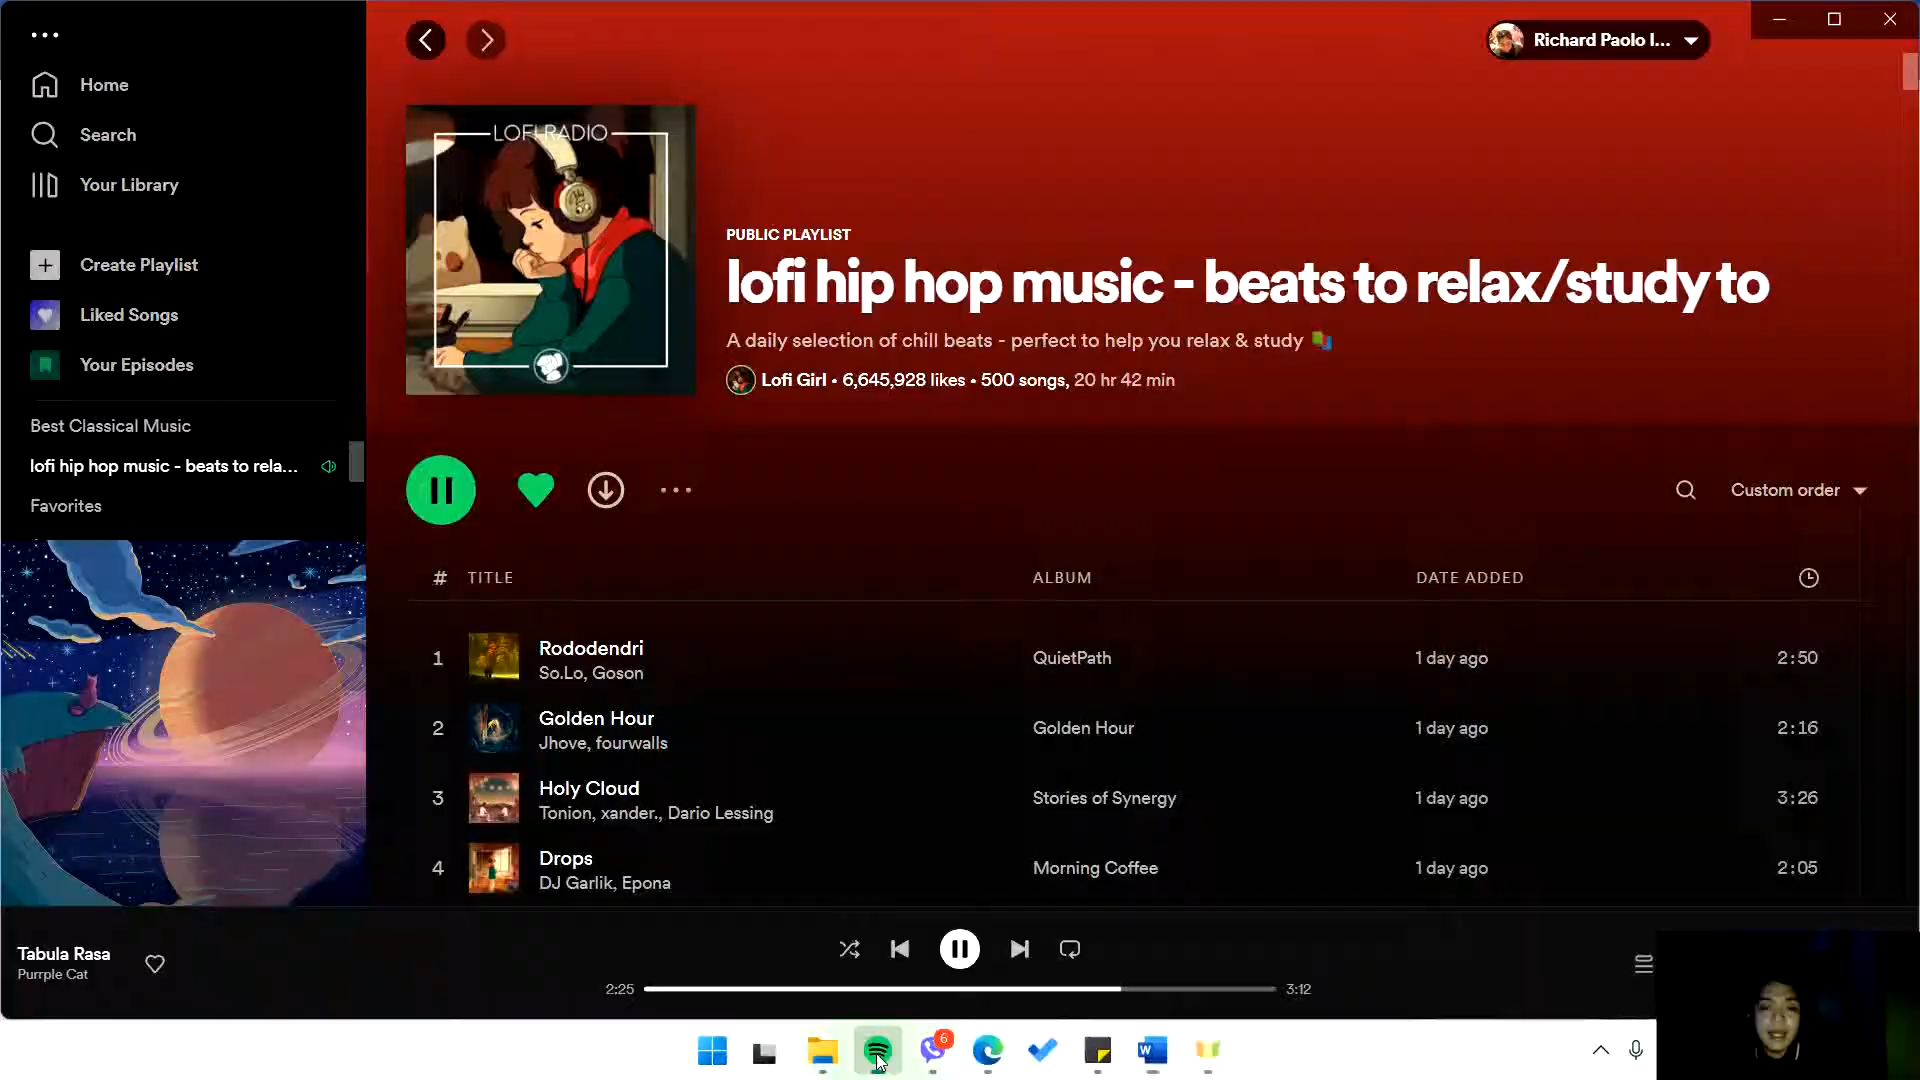 Home
Search
Your Library
Create Playlist
Liked Songs
Your Episodes
Best Classical Music
lofi hip hop music - beats to rela...
Favorites
Richard Paolo I...
LOFI RADIO
PUBLIC PLAYLIST
lofi hip hop music - beats to relax/study to
A daily selection of chill beats - perfect to help you relax & study
Lofi Girl • 6,645,928 likes • 500 songs, 20 hr 42 min
Custom order
# TITLE ALBUM DATE ADDED
1 Rododendri QuietPath 1 day ago 2:50
So.Lo, Goson
2 Golden Hour Golden Hour 1 day ago 2:16
Jhove, fourwalls
3 Holy Cloud Stories of Synergy 1 day ago 3:26
Tonion, xander., Dario Lessing
4 Drops Morning Coffee 1 day ago 2:05
DJ Garlik, Epona
Tabula Rasa
Purrple Cat
2:25 3:12
6
W